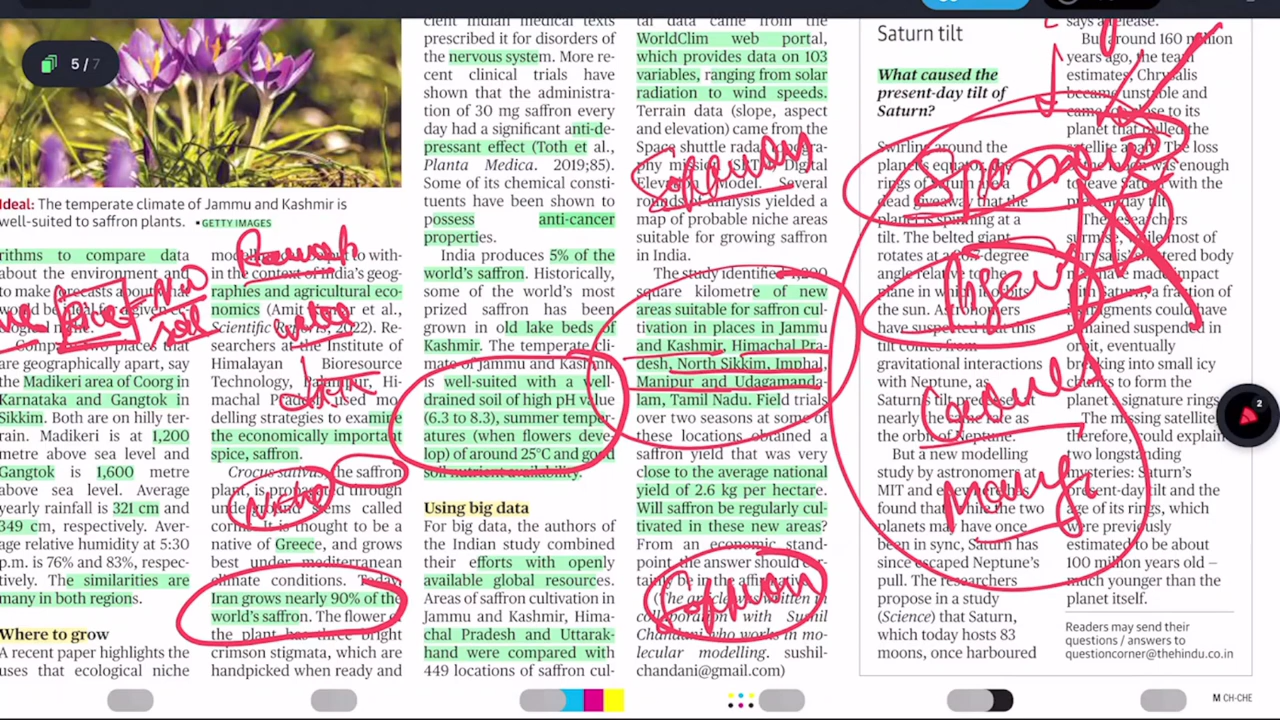 5 / 7
Ideal: The temperate climate of Jammu and Kashmir is
well-suited to saffron plants. • GETTY IMAGES
rithms to compare data
about the environment and
to make forecasts about what
would be ideal for a given
are geographically apart, say
the Madikeri area of Coorg in
Karnataka and Gangtok in
Sikkim. Both are on hilly ter-
rain. Madikeri is at 1,200
metre above sea level and
Gangtok is 1,600 metre
above sea level. Average
yearly rainfall is 321 cm and
349 cm, respectively. Aver-
age relative humidity at 5:30
p.m. is 76% and 83%, respec-
tively. The similarities are
many in both regions.
Where to grow
A recent paper highlights the
uses that ecological niche
to with-
in the context of India's geog-
raphies and agricultural eco-
nomics (Amit Kumar et al.,
Scientific Reports, 2022). Re-
searchers at the Institute of
Himalayan Bioresource
Technology, Palampur, Hi-
machal Pradesh, used mo-
delling strategies to examine
the economically important
spice, saffron.
Crocus sativus, the saffron
plant, is propagated through
underground stems called
corms. It is thought to be a
native of Greece, and grows
best under mediterranean
climate conditions. Today,
Iran grows nearly 90% of the
world's saffron. The flower of
the plant has three bright
crimson stigmata, which are
handpicked when ready and
cient Indian medical texts
prescribed it for disorders of
the nervous system. More re-
cent clinical trials have
shown that the administra-
tion of 30 mg saffron every
day had a significant anti-de-
pressant effect (Toth et al.,
Planta Medica. 2019;85).
Some of its chemical consti-
tuents have been shown to
possess anti-cancer
properties.
India produces 5% of the
world's saffron. Historically,
some of the world's most
prized saffron has been
grown in old lake beds of
Kashmir. The temperate cli-
mate of Jammu and Kashmir
is well-suited with a well-
drained soil of high pH value
(6.3 to 8.3), summer temper-
atures (when flowers deve-
lop) of around 25°C and good
soil nutrient availability.
Using big data
For big data, the authors of
the Indian study combined
their efforts with openly
available global resources.
Areas of saffron cultivation in
Jammu and Kashmir, Hima-
chal Pradesh and Uttarak-
hand were compared with
449 locations of saffron cul-
tal data came from the
WorldClim web portal,
which provides data on 103
variables, ranging from solar
radiation to wind speeds.
Terrain data (slope, aspect
and elevation) came from the
Space shuttle radar topogra-
phy mission (SRTM) Digital
Elevation Model. Several
rounds of analysis yielded a
map of probable niche areas
suitable for growing saffron
in India.
The study identified
square kilometre of new
areas suitable for saffron cul-
tivation in places in Jammu
and Kashmir, Himachal Pra-
desh, North Sikkim, Imphal,
Manipur and Udagamanda-
lam, Tamil Nadu. Field trials
over two seasons at some of
these locations obtained a
saffron yield that was very
close to the average national
yield of 2.6 kg per hectare.
Will saffron be regularly cul-
tivated in these new areas?
From an economic stand-
point, the answer should cer-
tainly be in the affirmative.
The article was written in
collaboration with Sushil
Chandani who works in mo-
lecular modelling. sushil-
chandani@gmail.com)
Saffron
Saffron
Saturn tilt
What caused the
present-day tilt of
Saturn?
Swirling around the
planet's equator, the
rings of Saturn are a
dead giveaway that the
planet is spinning at a
tilt. The belted giant
rotates at a degree
angle relative to the
plane in which it orbits
the sun. Astronomers
have suspected that this
tilt comes from
gravitational interactions
with Neptune, as
Saturn's tilt precesses at
nearly the same rate as
the orbit of Neptune.
But a new modelling
study by astronomers at
MIT and elsewhere has
found that while the two
planets may have once
been in sync, Saturn has
since escaped Neptune's
pull. The researchers
propose in a study
(Science) that Saturn,
which today hosts 83
moons, once harboured
says a release.
But around 160 million
years ago, the team
estimates, Chrysalis
became unstable and
came too close to its
planet that pulled the
satellite apart. The loss
of the moon was enough
to leave Saturn with the
present-day tilt.
The researchers
surmise, while most of
Chrysalis' shattered body
may have made impact
with Saturn, a fraction of
its fragments could have
remained suspended in
orbit, eventually
breaking into small icy
chunks to form the
planet's signature rings.
The missing satellite,
therefore, could explain
two longstanding
mysteries: Saturn's
present-day tilt and the
age of its rings, which
were previously
estimated to be about
100 million years old –
much younger than the
planet itself.
Readers may send their
questions / answers to
questioncorner@thehindu.co.in
2
M CH-CHE